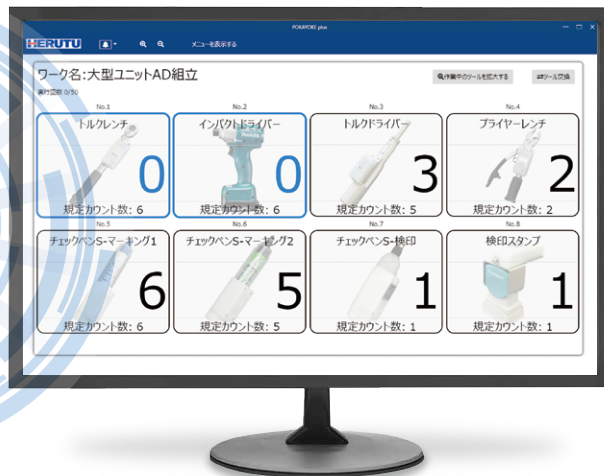 POKAYOKE plus
HERUTU
メニューを表示する
ワーク名:大型ユニットAD組立
作業中のツールを拡大する
ツール交換
実行回数 0/50
No.1
No.2
No.3
No.4
トルクレンチ
インパクトドライバー
トルクドライバー
プライヤーレンチ
0
0
3
2
規定カウント数: 6
規定カウント数: 6
規定カウント数: 5
規定カウント数: 2
No.5
No.6
No.7
No.8
チェックペンS-マーキング1
チェックペンS-マーキング2
チェックペンS-検印
検印スタンプ
6
5
1
1
規定カウント数: 6
規定カウント数: 5
規定カウント数: 1
規定カウント数: 1